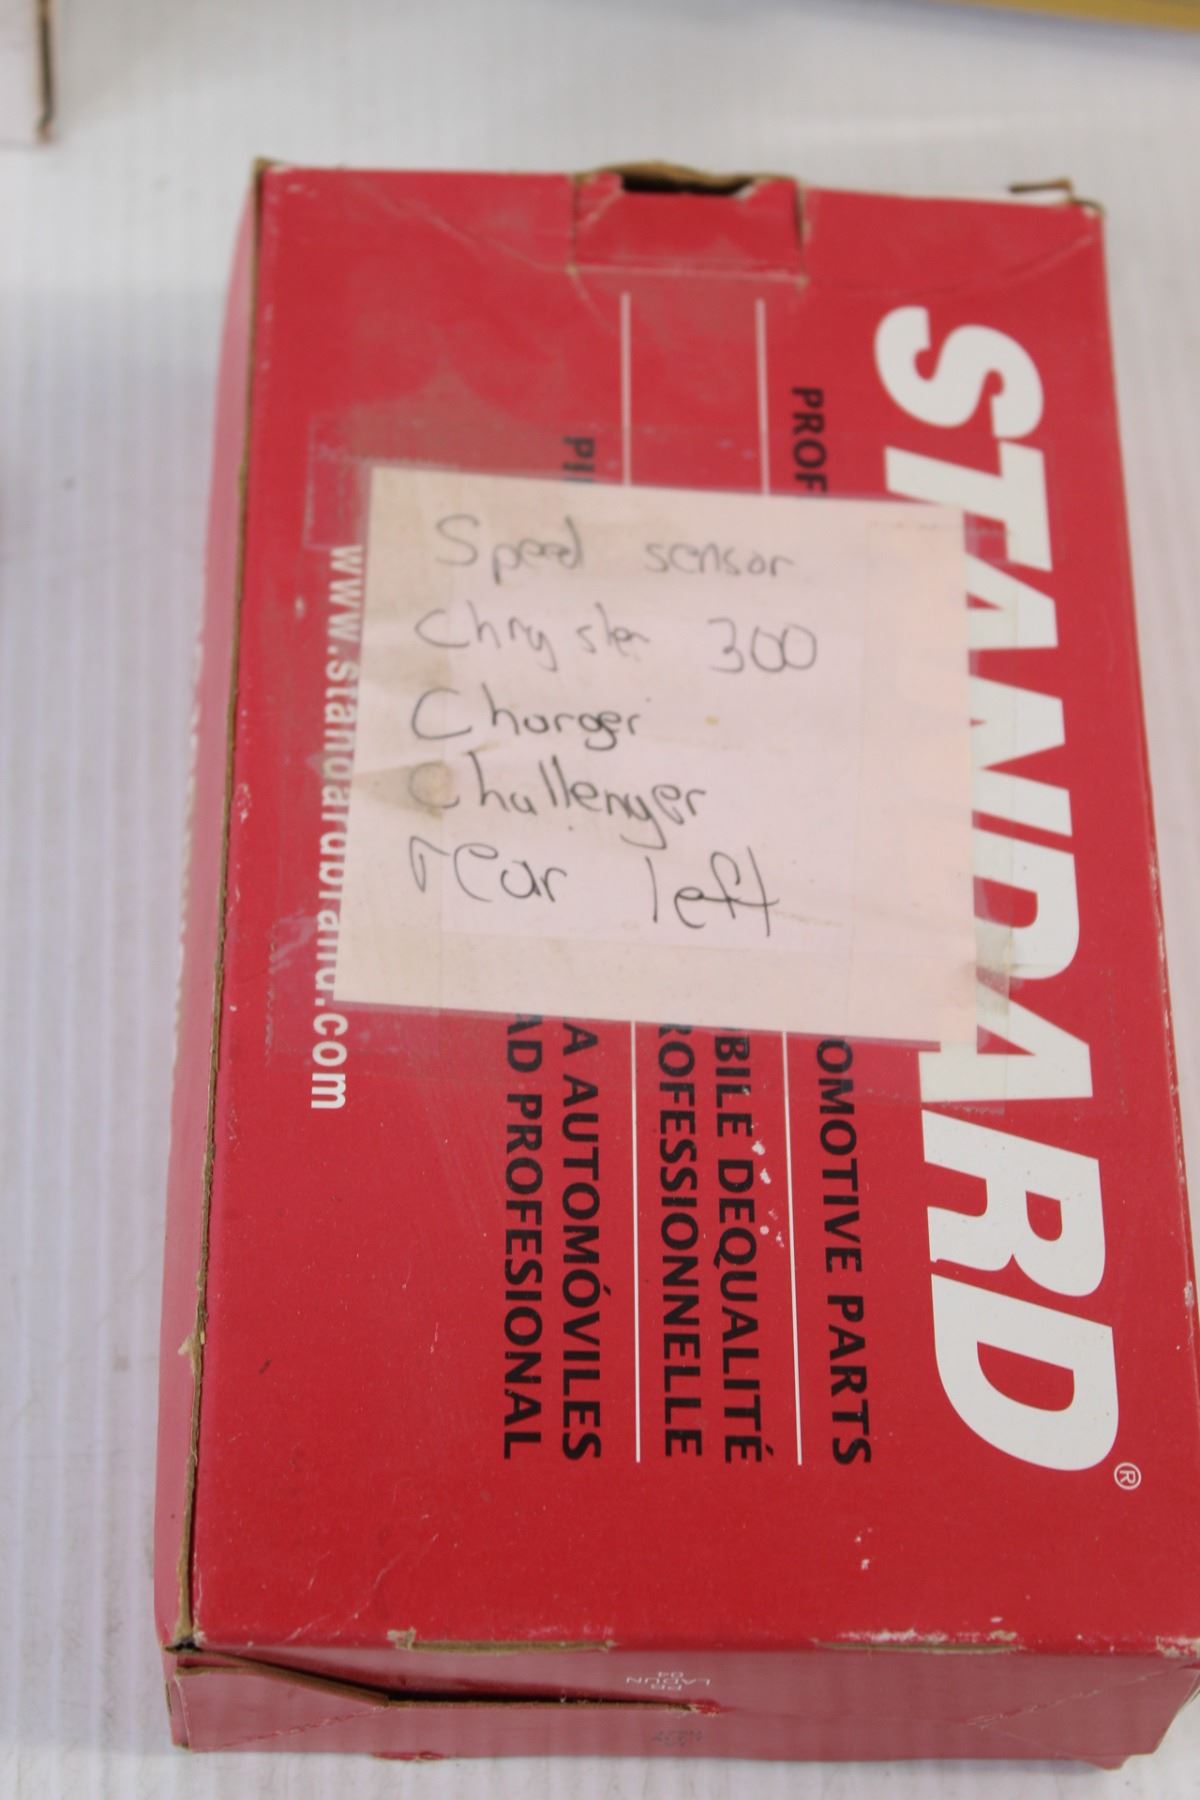 STANDARD®
PROF
OMOTIVE PARTS
BILE DEQUALITÉ
ROFESSIONNELLE
A AUTOMÓVILES
AD PROFESIONAL
www.standardbrand.com
Speed sensor
Chrysler 300
Charger
Challenger
rear left